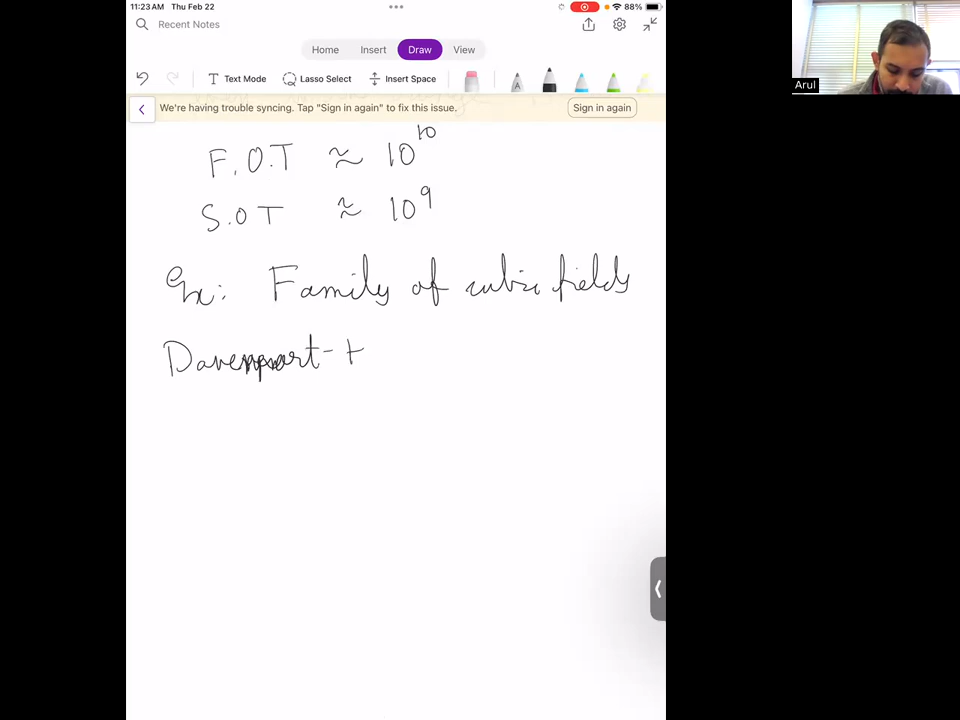 11:23AM Thu Feb 22
88%
Recent Notes
Home Insert Draw View
Text Mode Lasso Select Insert Space
We're having trouble syncing. Tap "Sign in again" to fix this issue. Sign in again
Arul
F.O.T ≈ 10^10
S.O T ≈ 10^9
Ex: Family of cubic fields
Davenport- H